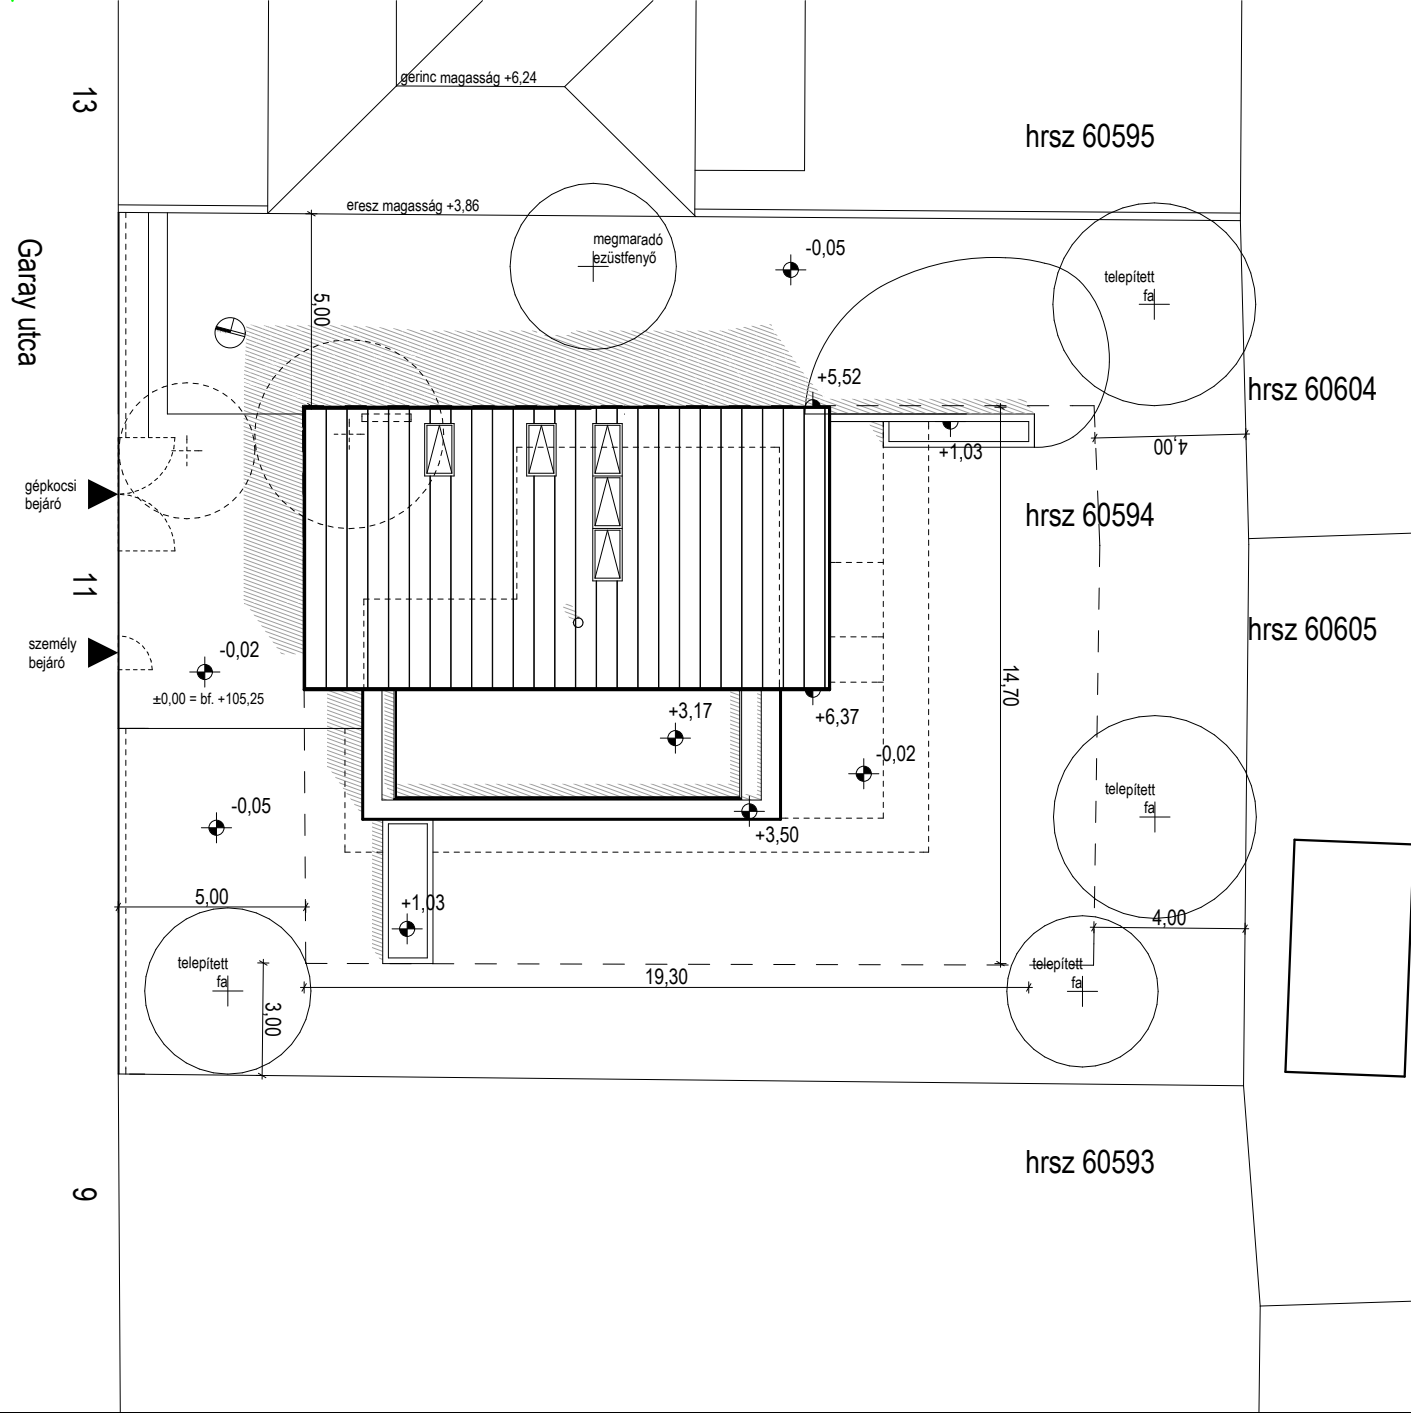 gerinc magasság +6,24
13
hrsz 60595
eresz magasság +3,86
Garay utca
megmaradó
ezüstfenyő
-0,05
telepített
fa
5,00
+5,52
hrsz 60604
4,00
+1,03
gépkocsi
bejáró
hrsz 60594
11
személy
bejáró
-0,02
±0,00 = bf. +105,25
hrsz 60605
14,70
+3,17
+6,37
-0,02
telepített
fa
-0,05
+3,50
5,00
+1,03
4,00
telepített
fa
19,30
telepített
fa
3,00
hrsz 60593
9